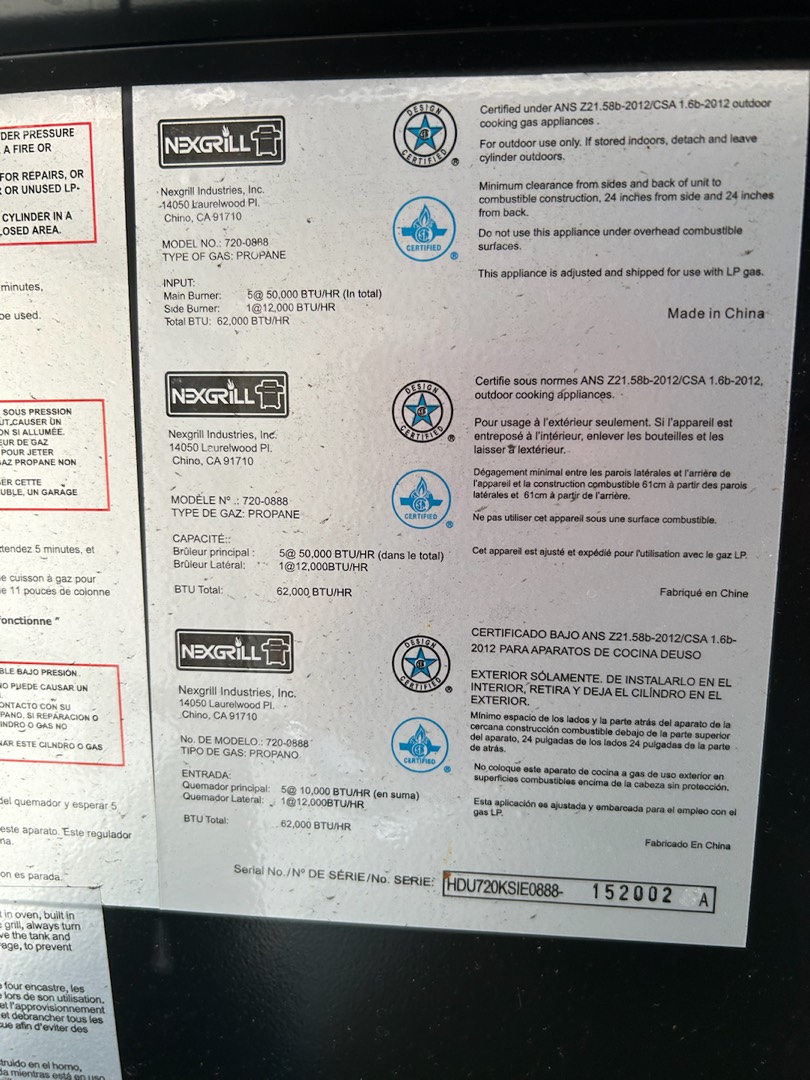 DER PRESSURE
A FIRE OR
FOR REPAIRS, OR
OR UNUSED LP-
CYLINDER IN A
OSED AREA.
minutes,
be used.
SOUS PRESSION
UT,CAUSER UN
ON SI ALLUMÉE.
EUR DE GAZ
POUR JETER
AZ PROPANE NON
ER CETTE
UBLE, UN GARAGE
ttendez 5 minutes, et
e cuisson à gaz pour
e 11 pouces de colonne
fonctionne "
BLE BAJO PRESIÓN.
NO PUEDE CAUSAR UN
ONTACTO CON SU
PANO, SI REPARACION O
INDRO O GAS NO
NAR ESTE CILNDRO O GAS
del quemador y esperar 5
este aparato. Este regulador
na.
on es parada.
t in oven, built in
grill, always turn
ve the tank and
age, to prevent
four encastre, les
lors de son utilisation.
et l'approvisionnement
et debrancher tous les
que afin d'eviter des
struido en el horno,
da mientras está en uso
NEXGRILL
Nexgrill Industries, Inc.
14050 Laurelwood Pl.
Chino, CA 91710
MODEL NO.: 720-0888
TYPE OF GAS: PROPANE
INPUT:
Main Burner: 5@ 50,000 BTU/HR (In total)
Side Burner: 1@12,000 BTU/HR
Total BTU: 62,000 BTU/HR
DESIGN
CERTIFIED
®
CERTIFIED
®
Certified under ANS Z21.58b-2012/CSA 1.6b-2012 outdoor
cooking gas appliances .
For outdoor use only. If stored indoors, detach and leave
cylinder outdoors.
Minimum clearance from sides and back of unit to
combustible construction, 24 inches from side and 24 inches
from back.
Do not use this appliance under overhead combustible
surfaces.
This appliance is adjusted and shipped for use with LP gas.
Made in China
NEXGRILL
Nexgrill Industries, Inc.
14050 Laurelwood Pl.
Chino, CA 91710
MODÈLE N° .: 720-0888
TYPE DE GAZ: PROPANE
CAPACITÉ::
Brûleur principal : 5@ 50,000 BTU/HR (dans le total)
Brûleur Latéral: 1@12,000BTU/HR
BTU Total: 62,000 BTU/HR
DESIGN
CERTIFIED
®
CERTIFIED
®
Certifie sous normes ANS Z21.58b-2012/CSA 1.6b-2012,
outdoor cooking appliances.
Pour usage à l'extérieur seulement. Si l'appareil est
entreposé à l'intérieur, enlever les bouteilles et les
laisser à lextérieur.
Dégagement minimal entre les parois latérales et l'arrière de
l'appareil et la construction combustible 61cm à partir des parois
latérales et 61cm à partir de l'arrière.
Ne pas utiliser cet appareil sous une surface combustible.
Cet appareil est ajusté et expédié pour l'utilisation avec le gaz LP.
Fabriqué en Chine
NEXGRILL
Nexgrill Industries, Inc.
14050 Laurelwood Pl.
Chino, CA 91710
No. DE MODELO.: 720-0888
TIPO DE GAS: PROPANO
ENTRADA:
Quemador principal: 5@ 10,000 BTU/HR (en suma)
Quemador Lateral: 1@12,000BTU/HR
BTU Total: 62,000 BTU/HR
DESIGN
CERTIFIED
®
CERTIFIED
®
CERTIFICADO BAJO ANS Z21.58b-2012/CSA 1.6b-
2012 PARA APARATOS DE COCINA DEUSO
EXTERIOR SÓLAMENTE. DE INSTALARLO EN EL
INTERIOR, RETIRA Y DEJA EL CILÍNDRO EN EL
EXTERIOR.
Mínimo espacio de los lados y la parte atrás del aparato de la
cercana construcción combustible debajo de la parte superior
del aparato, 24 pulgadas de los lados 24 pulgadas de la parte
de atrás.
No coloque este aparato de cocina a gas de uso exterior en
superficies combustibles encima de la cabeza sin protección.
Esta aplicación es ajustada y embarcada para el empleo con el
gas LP.
Fabricado En China
Serial No./N° DE SÉRIE/No. SERIE: HDU720KSIE0888- 152002 A